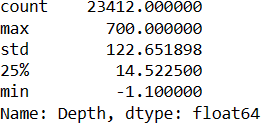 count    23412.000000
max        700.000000
std        122.651898
25%         14.522500
min         -1.100000
Name: Depth, dtype: float64